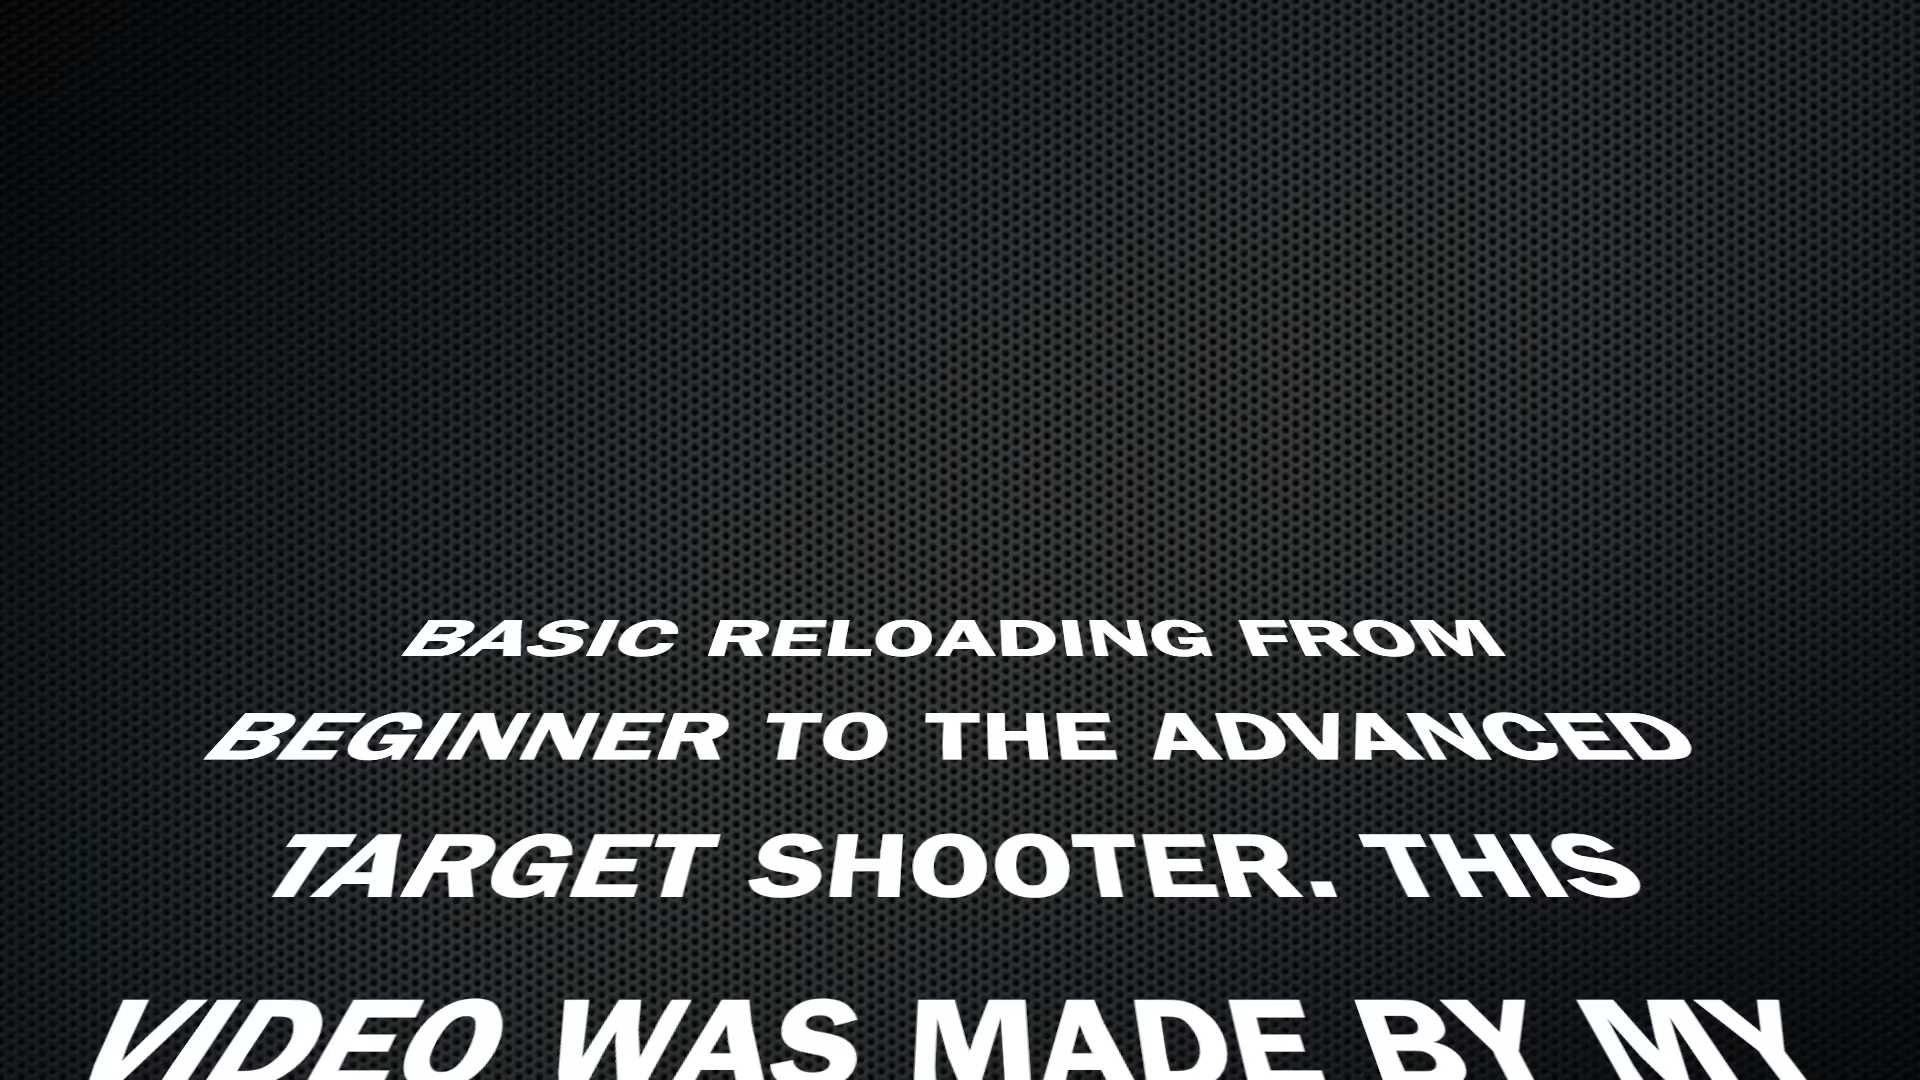 BASIC RELOADING FROM
BEGINNER TO THE ADVANCED
TARGET SHOOTER. THIS
VIDEO WAS MADE BY MY